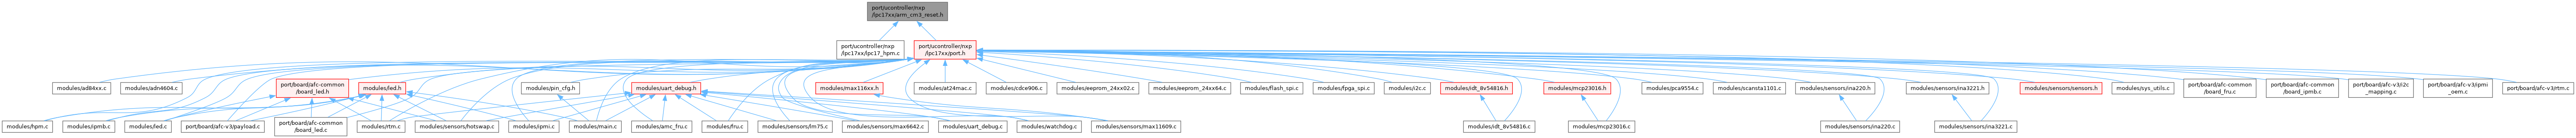 port/ucontroller/nxp
/lpc17xx/arm_cm3_reset.h
port/ucontroller/nxp
/lpc17xx/lpc17_hpm.c
port/ucontroller/nxp
/lpc17xx/port.h
modules/ad84xx.c
modules/adn4604.c
port/board/afc-common
/board_led.h
modules/led.h
modules/pin_cfg.h
modules/uart_debug.h
modules/max116xx.h
modules/at24mac.c
modules/cdce906.c
modules/eeprom_24xx02.c
modules/eeprom_24xx64.c
modules/flash_spi.c
modules/fpga_spi.c
modules/i2c.c
modules/idt_8v54816.h
modules/mcp23016.h
modules/pca9554.c
modules/scansta1101.c
modules/sensors/ina220.h
modules/sensors/ina3221.h
modules/sensors/sensors.h
modules/sys_utils.c
port/board/afc-common
/board_fru.c
port/board/afc-common
/board_ipmb.c
port/board/afc-v3/i2c
_mapping.c
port/board/afc-v3/ipmi
_oem.c
port/board/afc-v3/rtm.c
modules/hpm.c
modules/ipmb.c
modules/led.c
port/board/afc-v3/payload.c
port/board/afc-common
/board_led.c
modules/rtm.c
modules/sensors/hotswap.c
modules/ipmi.c
modules/main.c
modules/amc_fru.c
modules/fru.c
modules/sensors/lm75.c
modules/sensors/max6642.c
modules/uart_debug.c
modules/watchdog.c
modules/sensors/max11609.c
modules/idt_8v54816.c
modules/mcp23016.c
modules/sensors/ina220.c
modules/sensors/ina3221.c